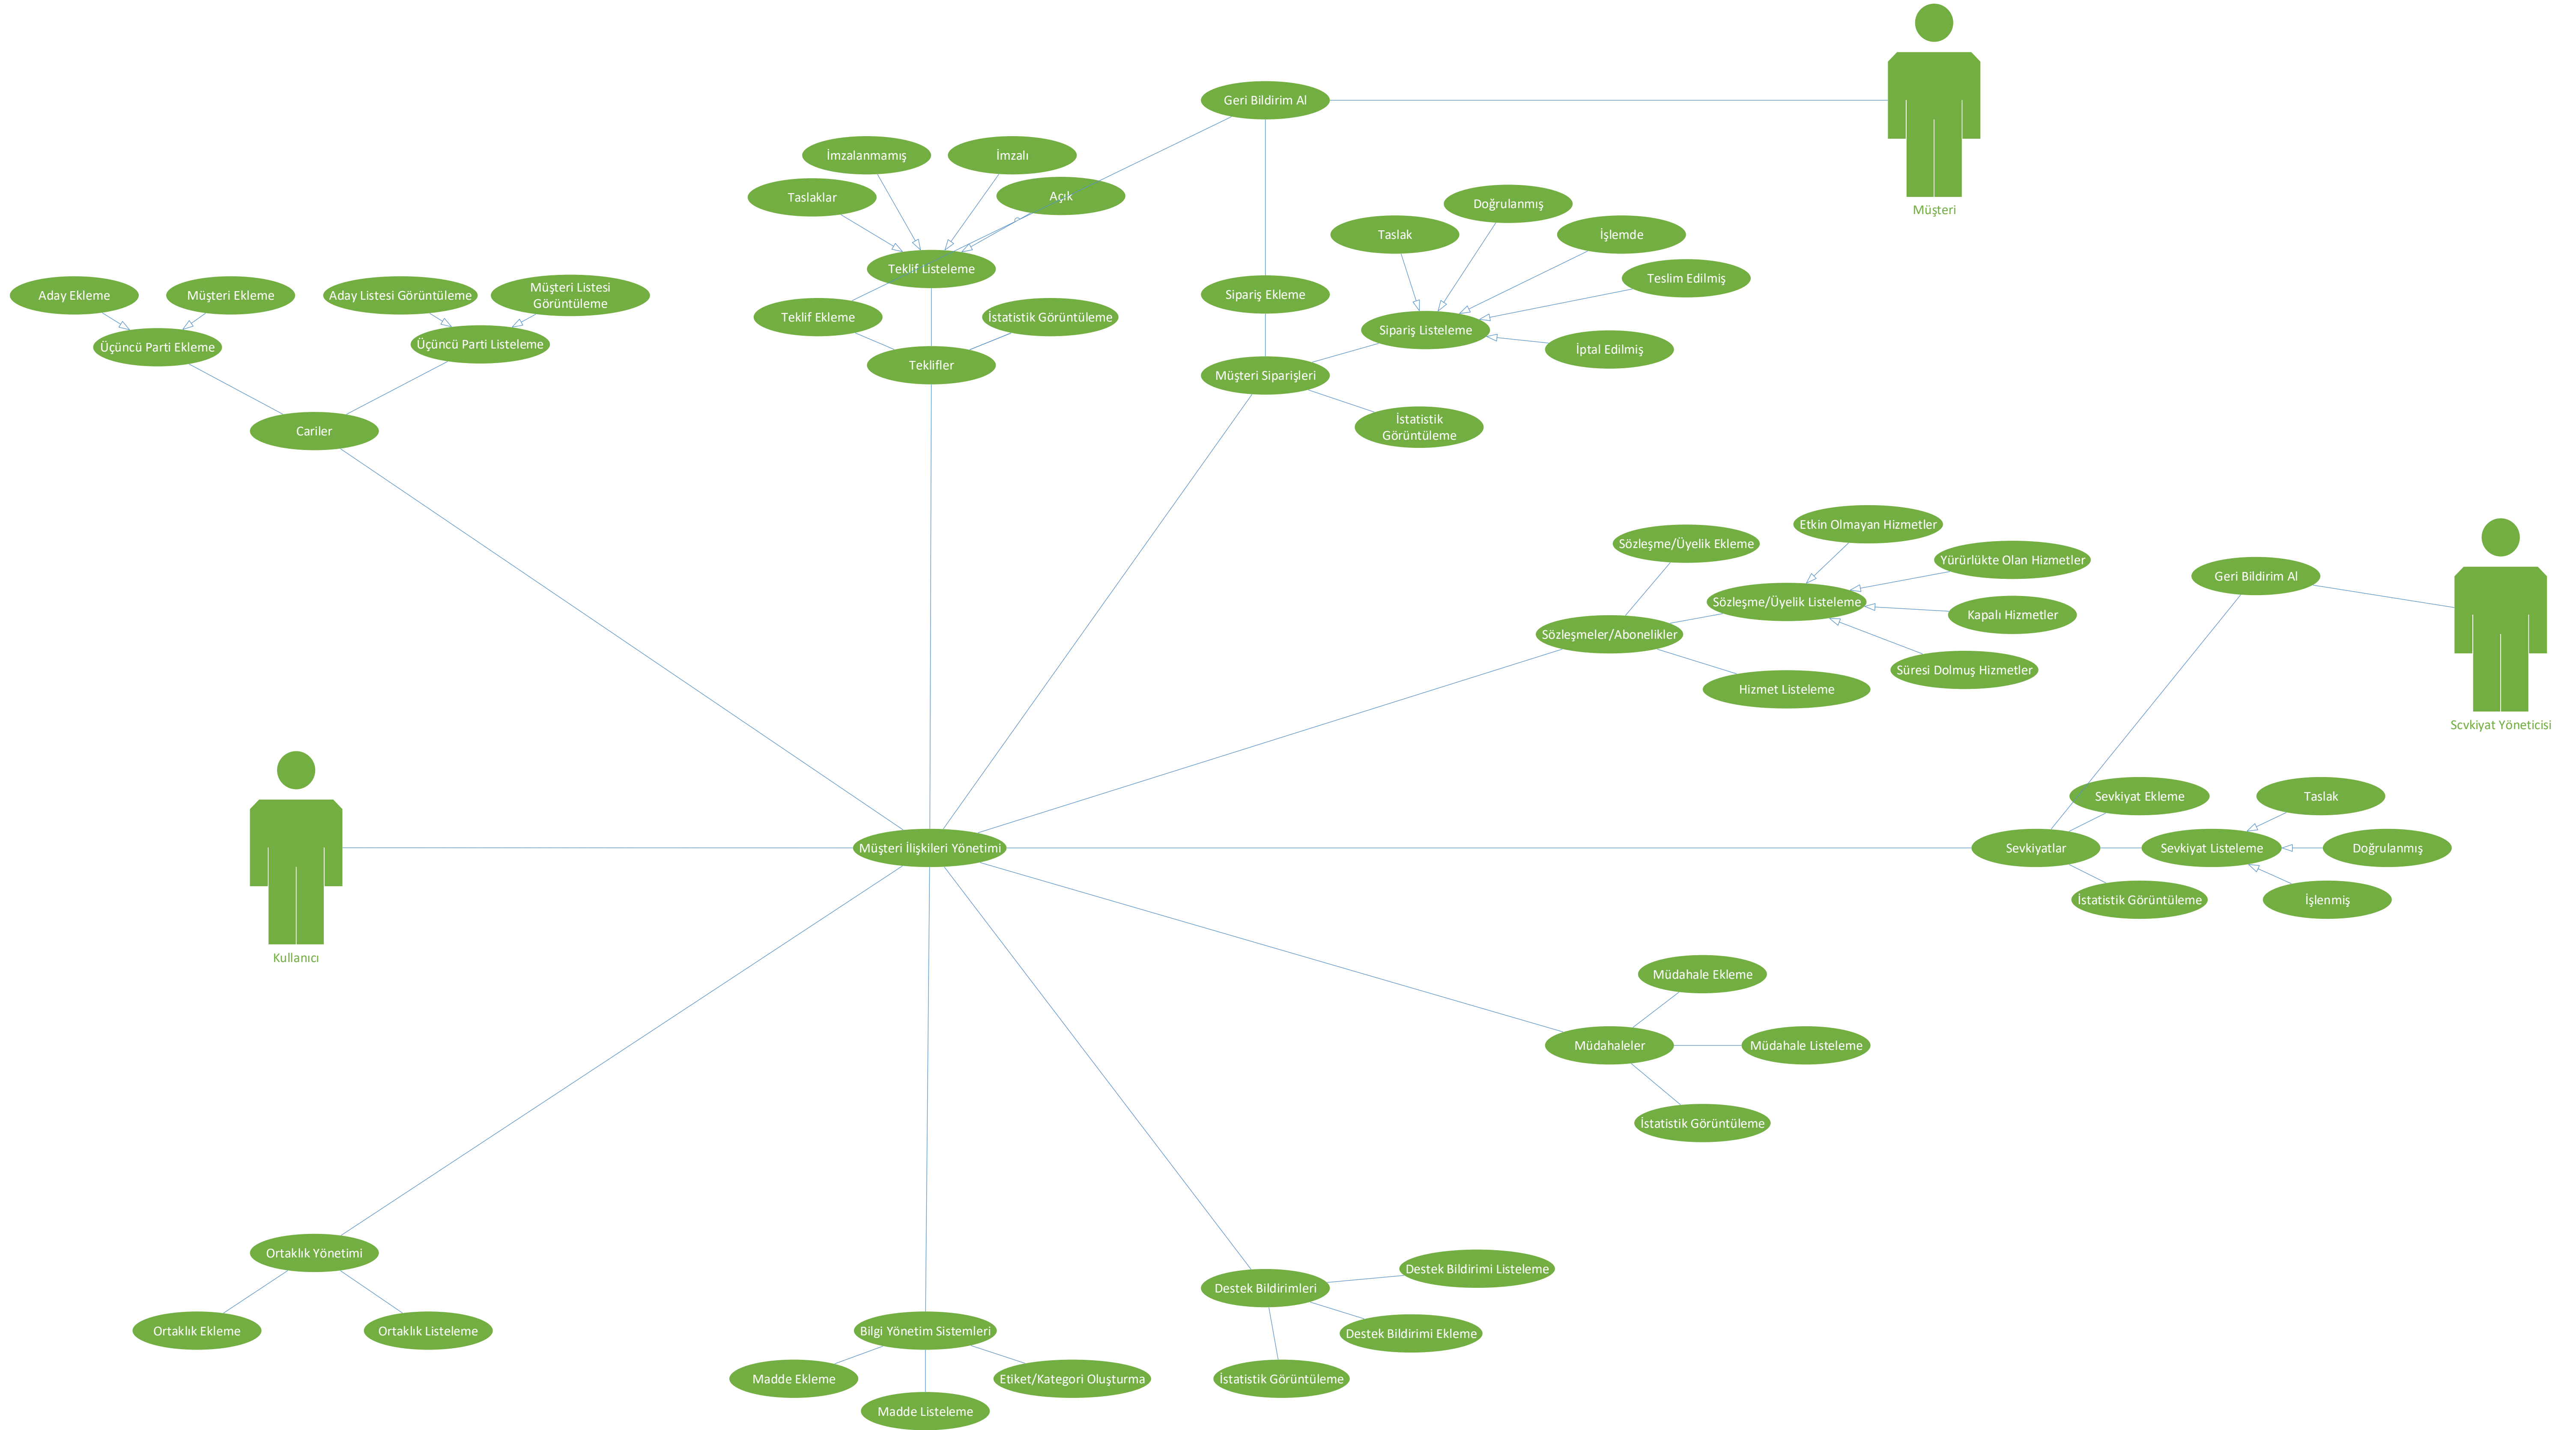 Geri Bildirim Al
Müşteri
İmzalanmamış
İmzalı
Taslaklar
Açık
Teklif Listeleme
Teklif Ekleme
İstatistik Görüntüleme
Teklifler
Doğrulanmış
Taslak
İşlemde
Teslim Edilmiş
Sipariş Ekleme
Sipariş Listeleme
İptal Edilmiş
Müşteri Siparişleri
İstatistik
Görüntüleme
Aday Ekleme
Müşteri Ekleme
Aday Listesi Görüntüleme
Müşteri Listesi
Görüntüleme
Üçüncü Parti Ekleme
Üçüncü Parti Listeleme
Cariler
Etkin Olmayan Hizmetler
Sözleşme/Üyelik Ekleme
Yürürlükte Olan Hizmetler
Sözleşme/Üyelik Listeleme
Kapalı Hizmetler
Sözleşmeler/Abonelikler
Süresi Dolmuş Hizmetler
Hizmet Listeleme
Geri Bildirim Al
Scvkiyat Yöneticisi
Sevkiyat Ekleme
Taslak
Kullanıcı
Müşteri İlişkileri Yönetimi
Sevkiyatlar
Sevkiyat Listeleme
Doğrulanmış
İstatistik Görüntüleme
İşlenmiş
Müdahale Ekleme
Müdahaleler
Müdahale Listeleme
İstatistik Görüntüleme
Ortaklık Yönetimi
Ortaklık Ekleme
Ortaklık Listeleme
Bilgi Yönetim Sistemleri
Madde Ekleme
Etiket/Kategori Oluşturma
Madde Listeleme
Destek Bildirimleri
Destek Bildirimi Listeleme
Destek Bildirimi Ekleme
İstatistik Görüntüleme